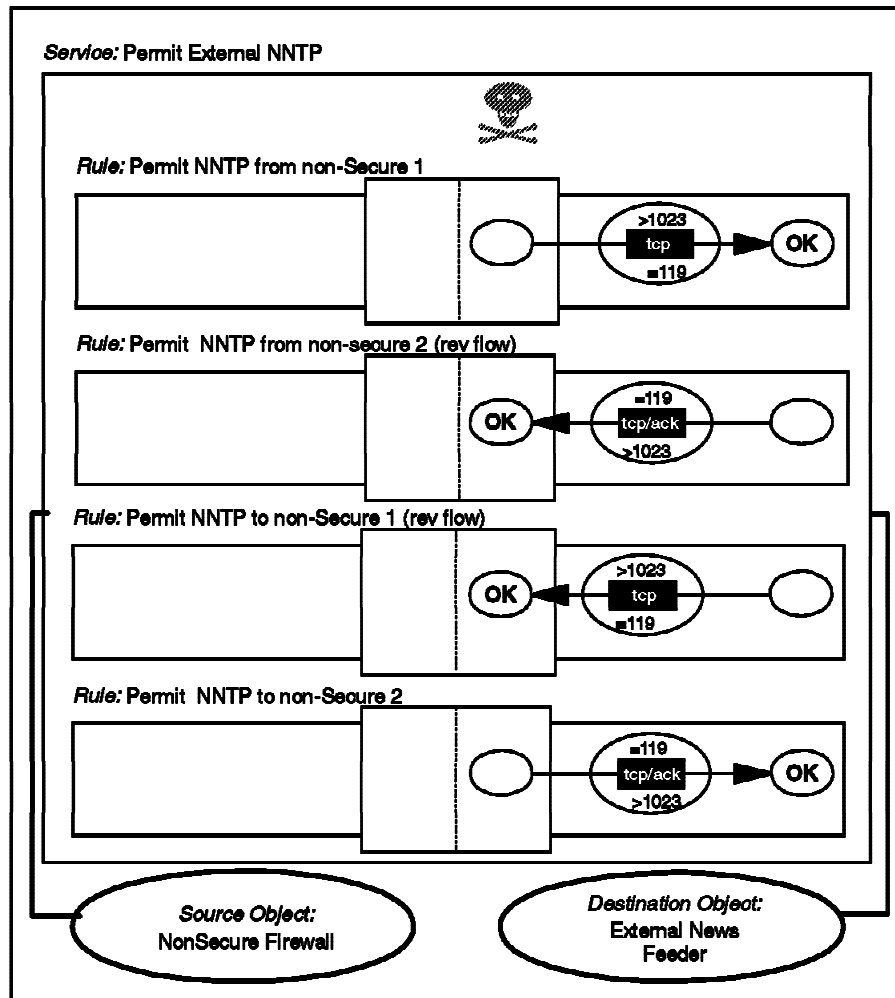 Service: Permit External NNTP
Rule: Permit NNTP from non-Secure 1
>1023
tcp
=119
OK
Rule: Permit NNTP from non-secure 2 (rev flow)
OK
=119
tcp/ack
>1023
Rule: Permit NNTP to non-Secure 1 (rev flow)
OK
>1023
tcp
=119
Rule: Permit NNTP to non-Secure 2
=119
tcp/ack
>1023
OK
Source Object:
NonSecure Firewall
Destination Object:
External News
Feeder